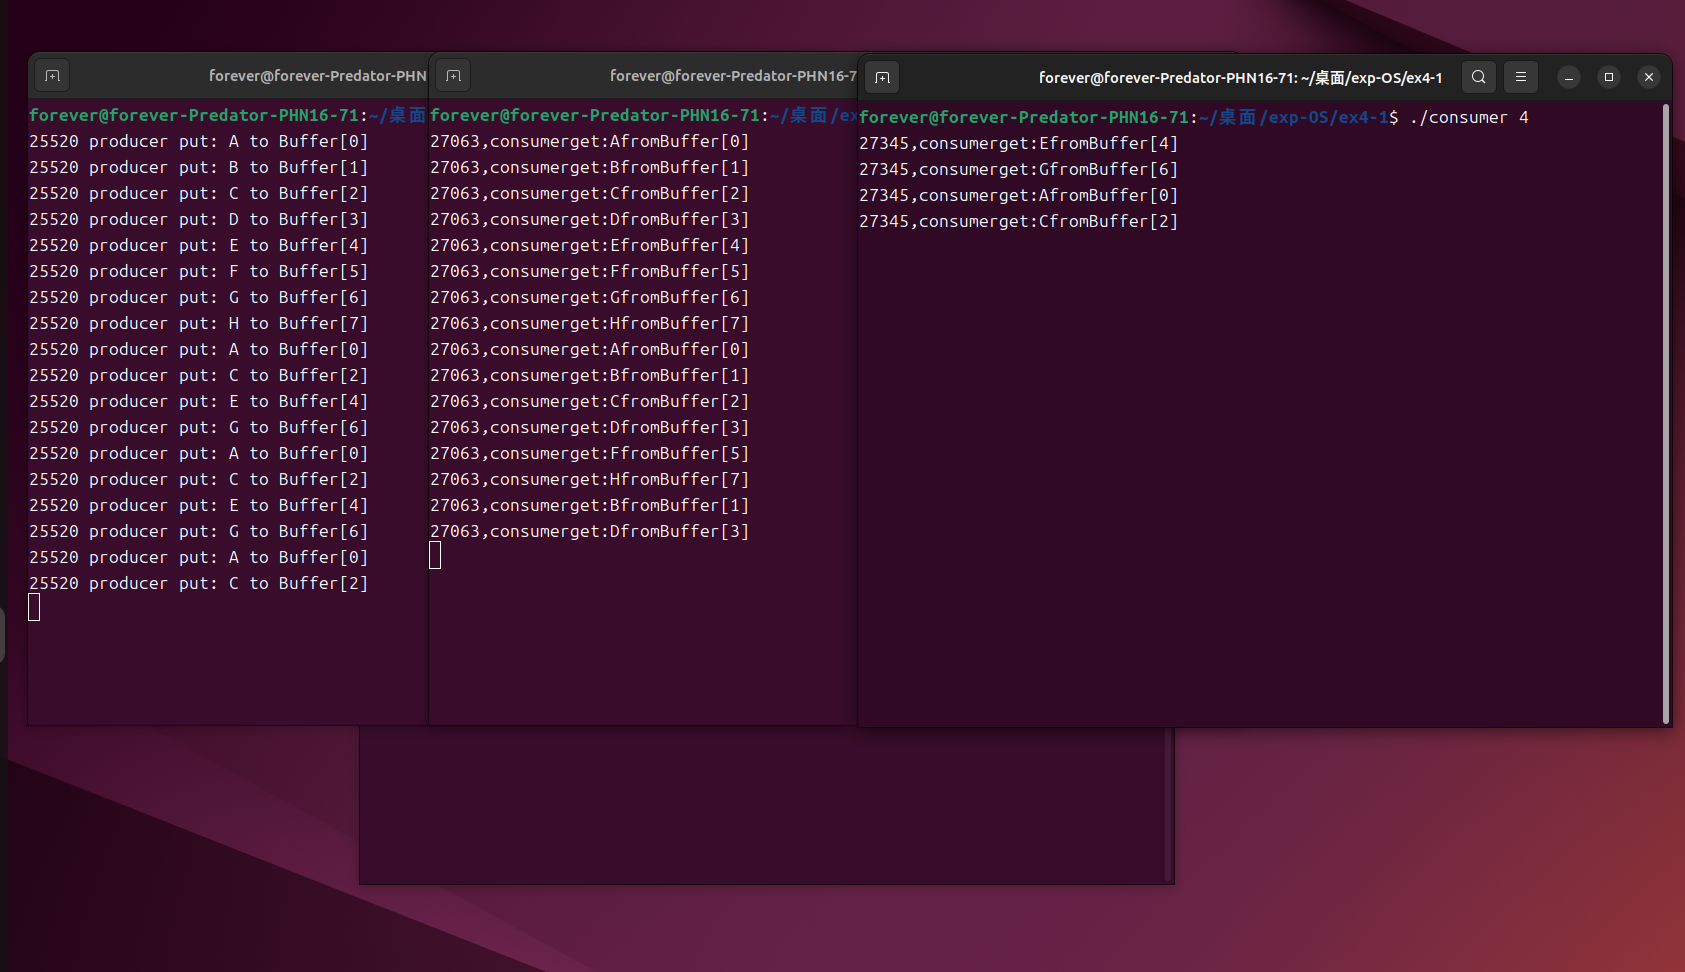 forever@forever-Predator-PHN
forever@forever-Predator-PHN16-71:~/桌面
25520 producer put: A to Buffer[0]
25520 producer put: B to Buffer[1]
25520 producer put: C to Buffer[2]
25520 producer put: D to Buffer[3]
25520 producer put: E to Buffer[4]
25520 producer put: F to Buffer[5]
25520 producer put: G to Buffer[6]
25520 producer put: H to Buffer[7]
25520 producer put: A to Buffer[0]
25520 producer put: C to Buffer[2]
25520 producer put: E to Buffer[4]
25520 producer put: G to Buffer[6]
25520 producer put: A to Buffer[0]
25520 producer put: C to Buffer[2]
25520 producer put: E to Buffer[4]
25520 producer put: G to Buffer[6]
25520 producer put: A to Buffer[0]
25520 producer put: C to Buffer[2]
forever@forever-Predator-PHN16-7
forever@forever-Predator-PHN16-71:~/桌面/ex
27063,consumerget:AfromBuffer[0]
27063,consumerget:BfromBuffer[1]
27063,consumerget:CfromBuffer[2]
27063,consumerget:DfromBuffer[3]
27063,consumerget:EfromBuffer[4]
27063,consumerget:FfromBuffer[5]
27063,consumerget:GfromBuffer[6]
27063,consumerget:HfromBuffer[7]
27063,consumerget:AfromBuffer[0]
27063,consumerget:BfromBuffer[1]
27063,consumerget:CfromBuffer[2]
27063,consumerget:DfromBuffer[3]
27063,consumerget:FfromBuffer[5]
27063,consumerget:HfromBuffer[7]
27063,consumerget:BfromBuffer[1]
27063,consumerget:DfromBuffer[3]
forever@forever-Predator-PHN16-71: ~/桌面/exp-OS/ex4-1
forever@forever-Predator-PHN16-71:~/桌面/exp-OS/ex4-1$ ./consumer 4
27345,consumerget:EfromBuffer[4]
27345,consumerget:GfromBuffer[6]
27345,consumerget:AfromBuffer[0]
27345,consumerget:CfromBuffer[2]